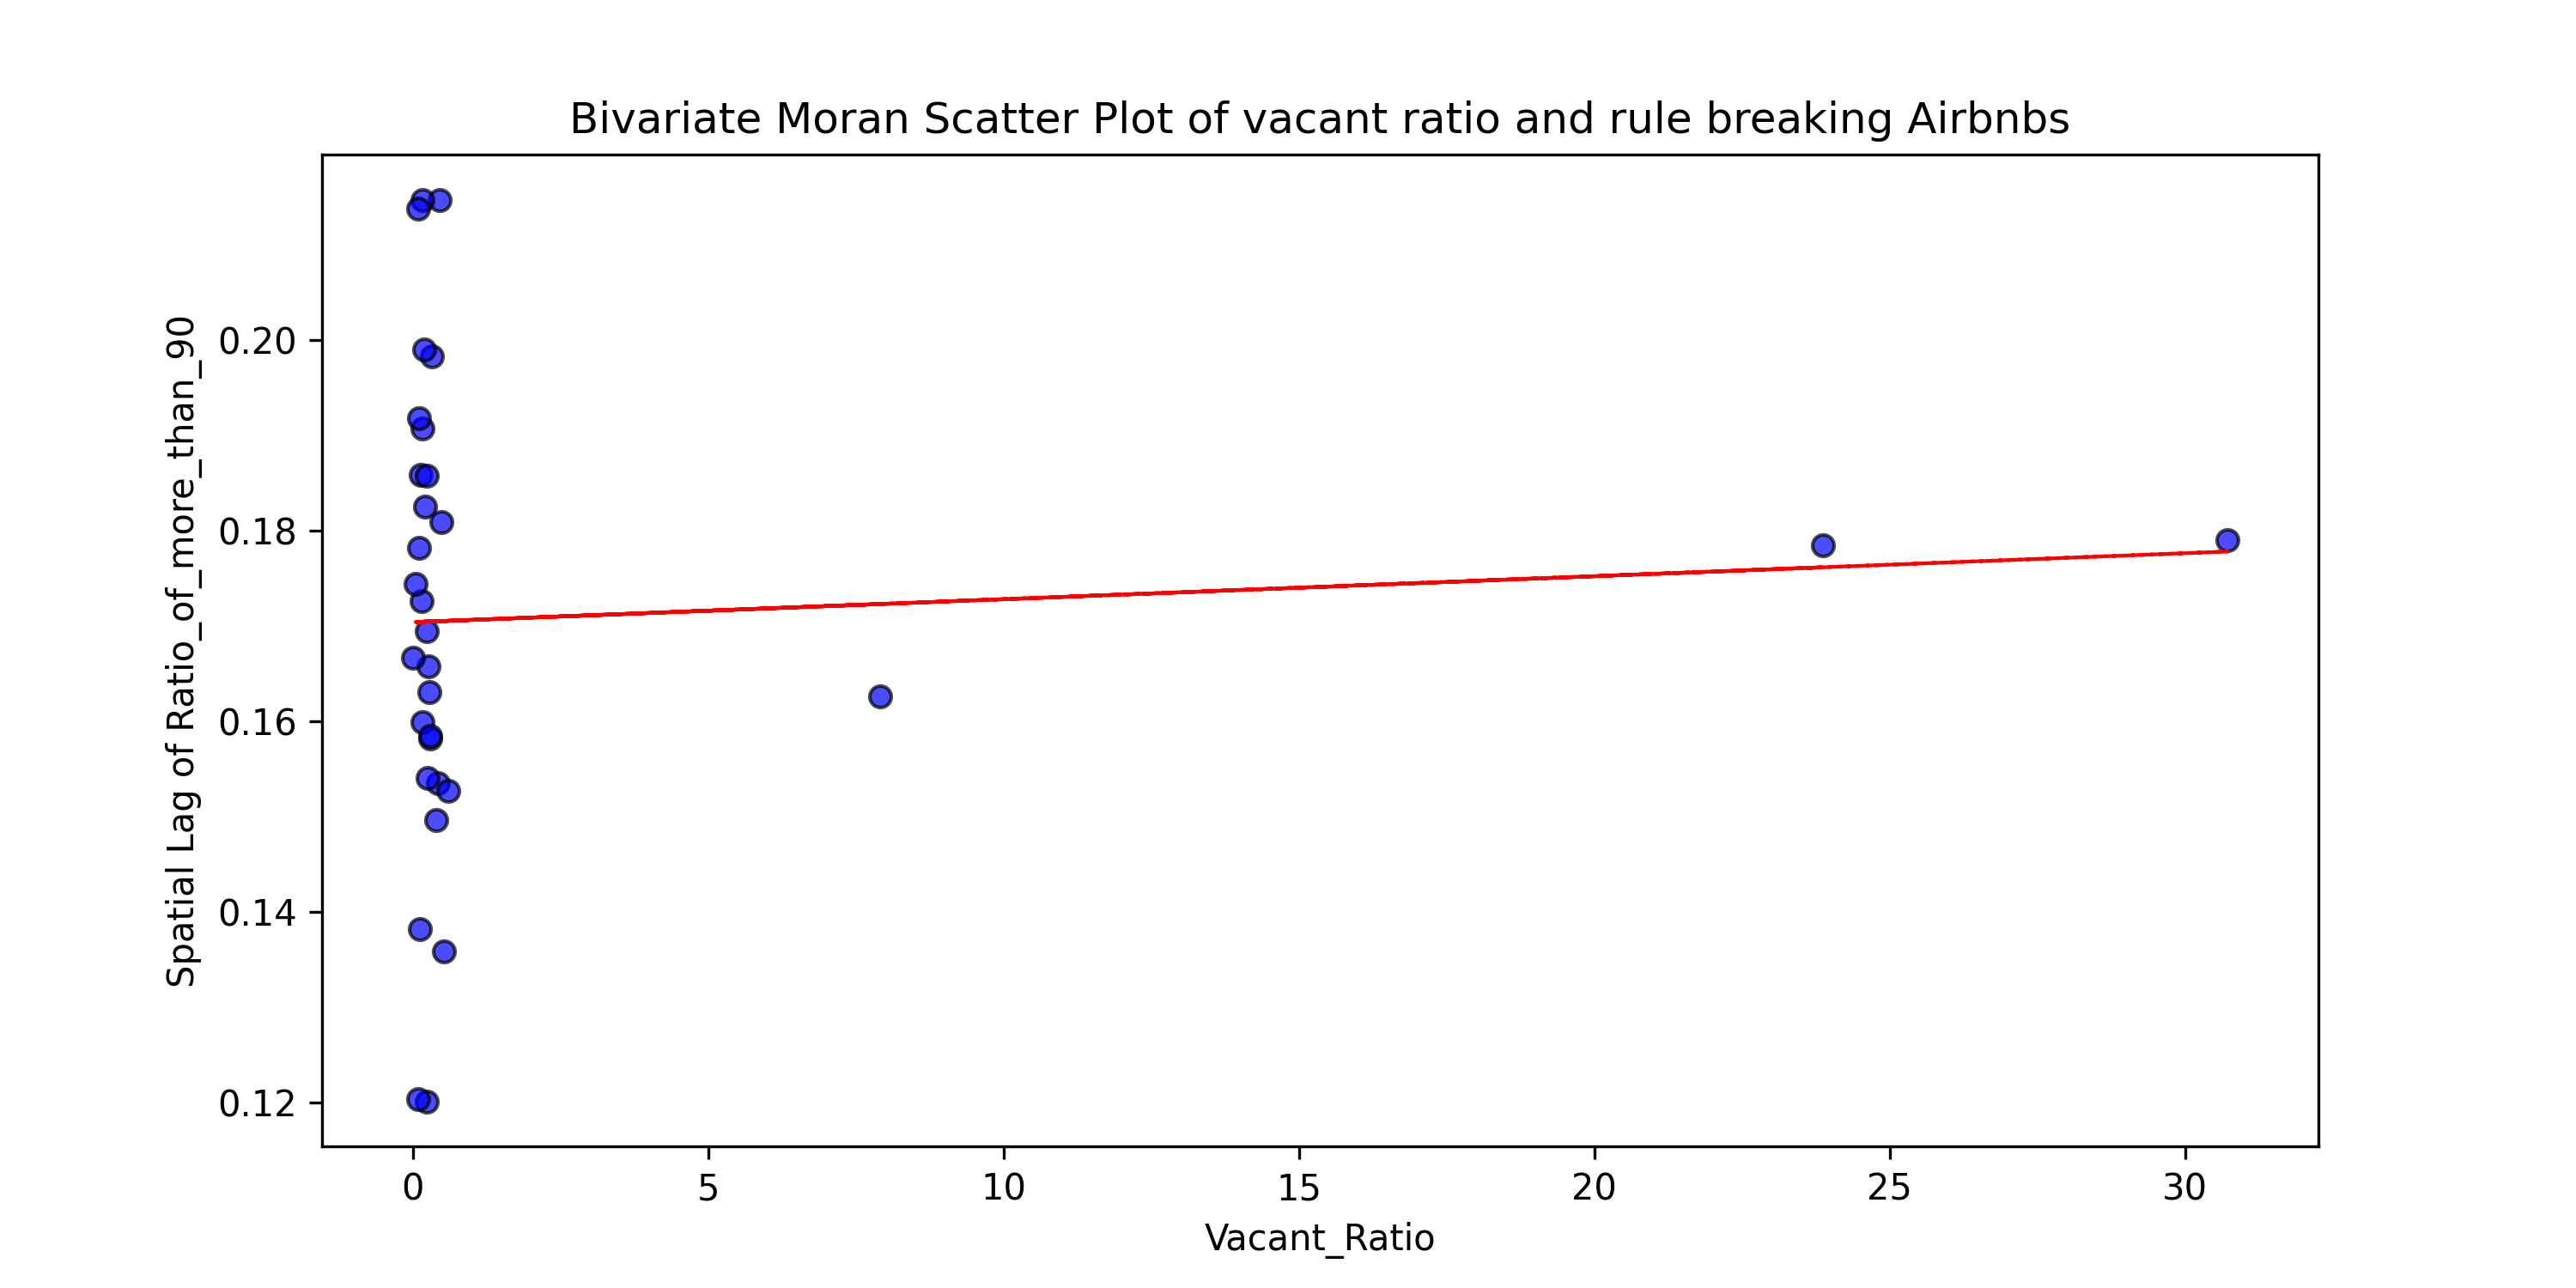 Bivariate Moran Scatter Plot of vacant ratio and rule breaking Airbnbs
Spatial Lag of Ratio_of_more_than_90
0.20
0.18
0.16
0.14
0.12
0 5 10 15 20 25 30
Vacant_Ratio